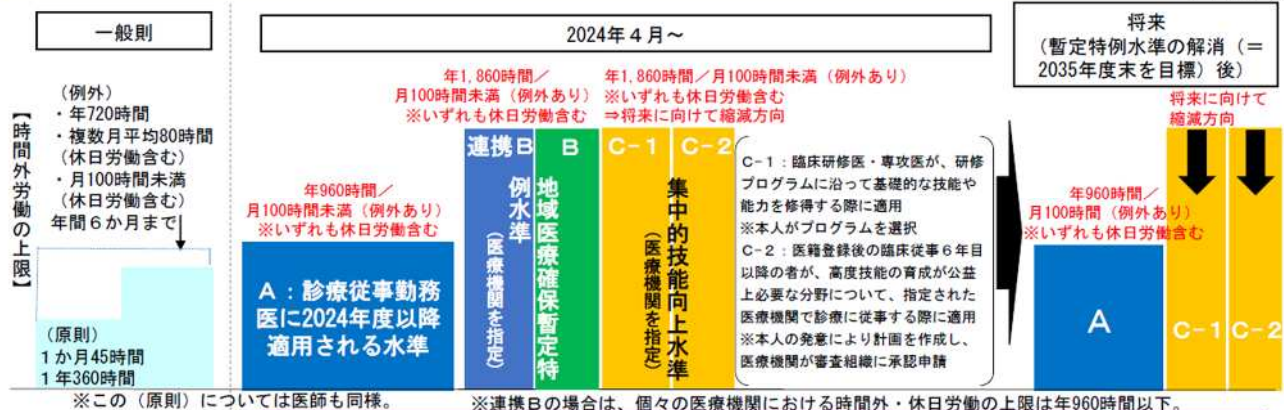 一般則
(例外)
・年720時間
・複数月平均80時間
(休日労働含む)
・月100時間未満
(休日労働含む)
年間6か月まで
【時間外労働の上限】
(原則)
1か月45時間
1年360時間
2024年4月～
年960時間/
月100時間未満(例外あり)
※いずれも休日労働含む
A:診療従事勤務
医に2024年度以降
適用される水準
年1,860時間/
月100時間未満(例外あり)
※いずれも休日労働含む
連携B
B
地域医療確保暫定特
例水準
(医療機関を指定)
年1,860時間/月100時間未満(例外あり)
※いずれも休日労働含む
⇒将来に向けて縮減方向
C-1
C-2
集中的技能向上水準
(医療機関を指定)
C-1:臨床研修医・専攻医が、研修
プログラムに沿って基礎的な技能や
能力を修得する際に適用
※本人がプログラムを選択
C-2:医籍登録後の臨床従事6年目
以降の者が、高度技能の育成が公益
上必要な分野について、指定された
医療機関で診療に従事する際に適用
※本人の発意により計画を作成し、
医療機関が審査組織に承認申請
将来
(暫定特例水準の解消(=
2035年度末を目標)後)
将来に向けて
縮減方向
年960時間/
月100時間(例外あり)
※いずれも休日労働含む
A
C-1
C-2
※この(原則)については医師も同様。
※連携Bの場合は、個々の医療機関における時間外・休日労働の上限は年960時間以下。